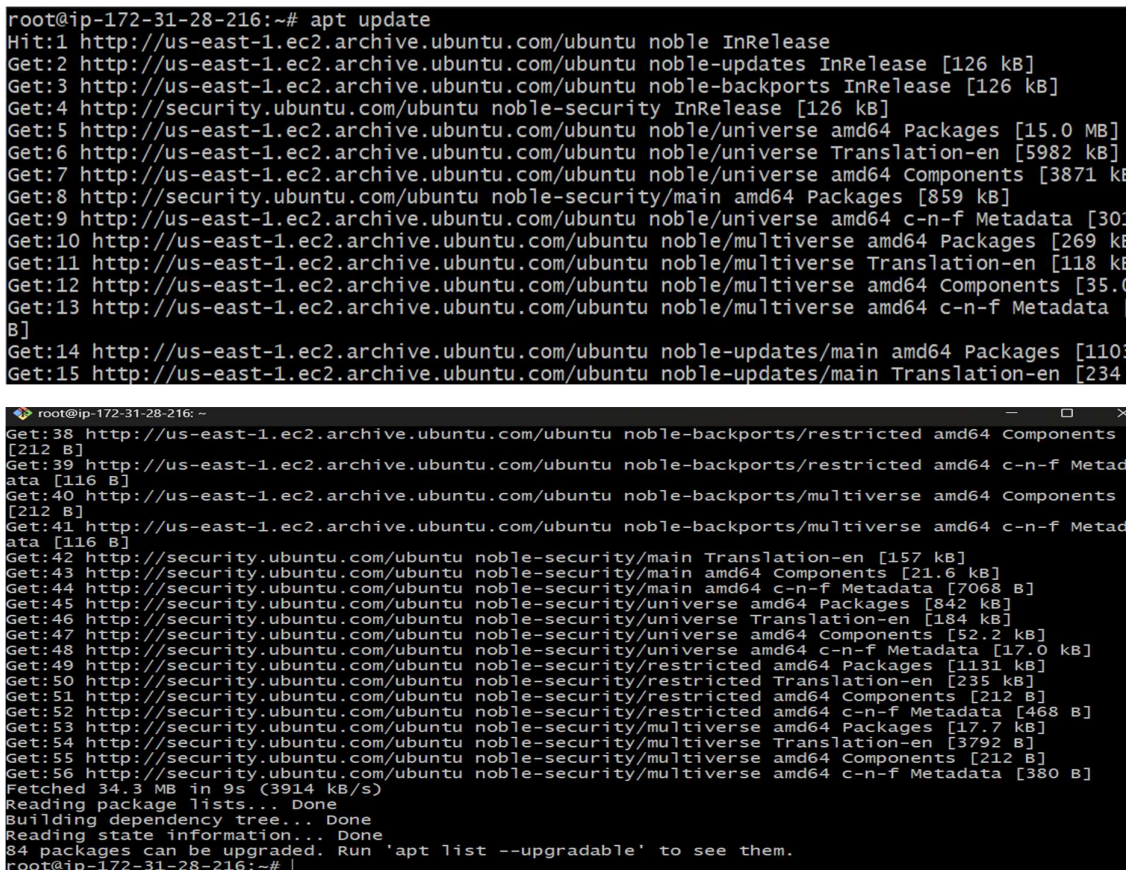 root@ip-172-31-28-216:~# apt update
Hit:1 http://us-east-1.ec2.archive.ubuntu.com/ubuntu noble InRelease
Get:2 http://us-east-1.ec2.archive.ubuntu.com/ubuntu noble-updates InRelease [126 kB]
Get:3 http://us-east-1.ec2.archive.ubuntu.com/ubuntu noble-backports InRelease [126 kB]
Get:4 http://security.ubuntu.com/ubuntu noble-security InRelease [126 kB]
Get:5 http://us-east-1.ec2.archive.ubuntu.com/ubuntu noble/universe amd64 Packages [15.0 MB]
Get:6 http://us-east-1.ec2.archive.ubuntu.com/ubuntu noble/universe Translation-en [5982 kB]
Get:7 http://us-east-1.ec2.archive.ubuntu.com/ubuntu noble/universe amd64 Components [3871 k
Get:8 http://security.ubuntu.com/ubuntu noble-security/main amd64 Packages [859 kB]
Get:9 http://us-east-1.ec2.archive.ubuntu.com/ubuntu noble/universe amd64 c-n-f Metadata [301
Get:10 http://us-east-1.ec2.archive.ubuntu.com/ubuntu noble/multiverse amd64 Packages [269 k
Get:11 http://us-east-1.ec2.archive.ubuntu.com/ubuntu noble/multiverse Translation-en [118 k
Get:12 http://us-east-1.ec2.archive.ubuntu.com/ubuntu noble/multiverse amd64 Components [35.0
Get:13 http://us-east-1.ec2.archive.ubuntu.com/ubuntu noble/multiverse amd64 c-n-f Metadata [
B]
Get:14 http://us-east-1.ec2.archive.ubuntu.com/ubuntu noble-updates/main amd64 Packages [1103
Get:15 http://us-east-1.ec2.archive.ubuntu.com/ubuntu noble-updates/main Translation-en [234
root@ip-172-31-28-216: ~
Get:38 http://us-east-1.ec2.archive.ubuntu.com/ubuntu noble-backports/restricted amd64 Components
[212 B]
Get:39 http://us-east-1.ec2.archive.ubuntu.com/ubuntu noble-backports/restricted amd64 c-n-f Metad
ata [116 B]
Get:40 http://us-east-1.ec2.archive.ubuntu.com/ubuntu noble-backports/multiverse amd64 Components
[212 B]
Get:41 http://us-east-1.ec2.archive.ubuntu.com/ubuntu noble-backports/multiverse amd64 c-n-f Metad
ata [116 B]
Get:42 http://security.ubuntu.com/ubuntu noble-security/main Translation-en [157 kB]
Get:43 http://security.ubuntu.com/ubuntu noble-security/main amd64 Components [21.6 kB]
Get:44 http://security.ubuntu.com/ubuntu noble-security/main amd64 c-n-f Metadata [7068 B]
Get:45 http://security.ubuntu.com/ubuntu noble-security/universe amd64 Packages [842 kB]
Get:46 http://security.ubuntu.com/ubuntu noble-security/universe Translation-en [184 kB]
Get:47 http://security.ubuntu.com/ubuntu noble-security/universe amd64 Components [52.2 kB]
Get:48 http://security.ubuntu.com/ubuntu noble-security/universe amd64 c-n-f Metadata [17.0 kB]
Get:49 http://security.ubuntu.com/ubuntu noble-security/restricted amd64 Packages [1131 kB]
Get:50 http://security.ubuntu.com/ubuntu noble-security/restricted Translation-en [235 kB]
Get:51 http://security.ubuntu.com/ubuntu noble-security/restricted amd64 Components [212 B]
Get:52 http://security.ubuntu.com/ubuntu noble-security/restricted amd64 c-n-f Metadata [468 B]
Get:53 http://security.ubuntu.com/ubuntu noble-security/multiverse amd64 Packages [17.7 kB]
Get:54 http://security.ubuntu.com/ubuntu noble-security/multiverse Translation-en [3792 B]
Get:55 http://security.ubuntu.com/ubuntu noble-security/multiverse amd64 Components [212 B]
Get:56 http://security.ubuntu.com/ubuntu noble-security/multiverse amd64 c-n-f Metadata [380 B]
Fetched 34.3 MB in 9s (3914 kB/s)
Reading package lists... Done
Building dependency tree... Done
Reading state information... Done
84 packages can be upgraded. Run 'apt list --upgradable' to see them.
root@ip-172-31-28-216:~#